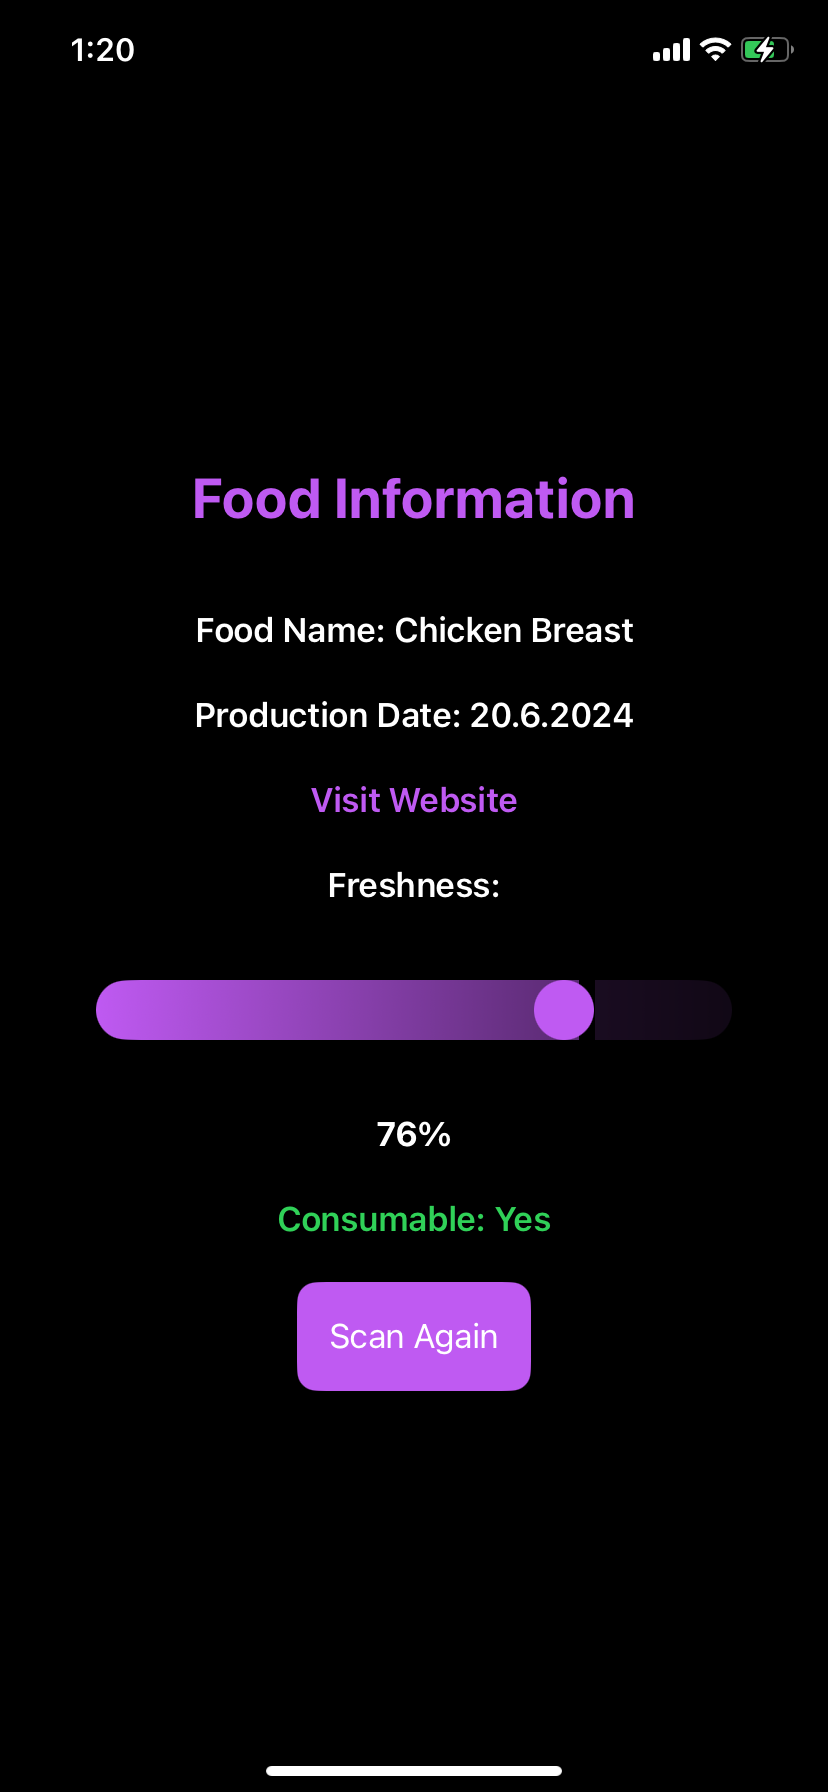 1:20
Food Information
Food Name: Chicken Breast
Production Date: 20.6.2024
Visit Website
Freshness:
76%
Consumable: Yes
Scan Again